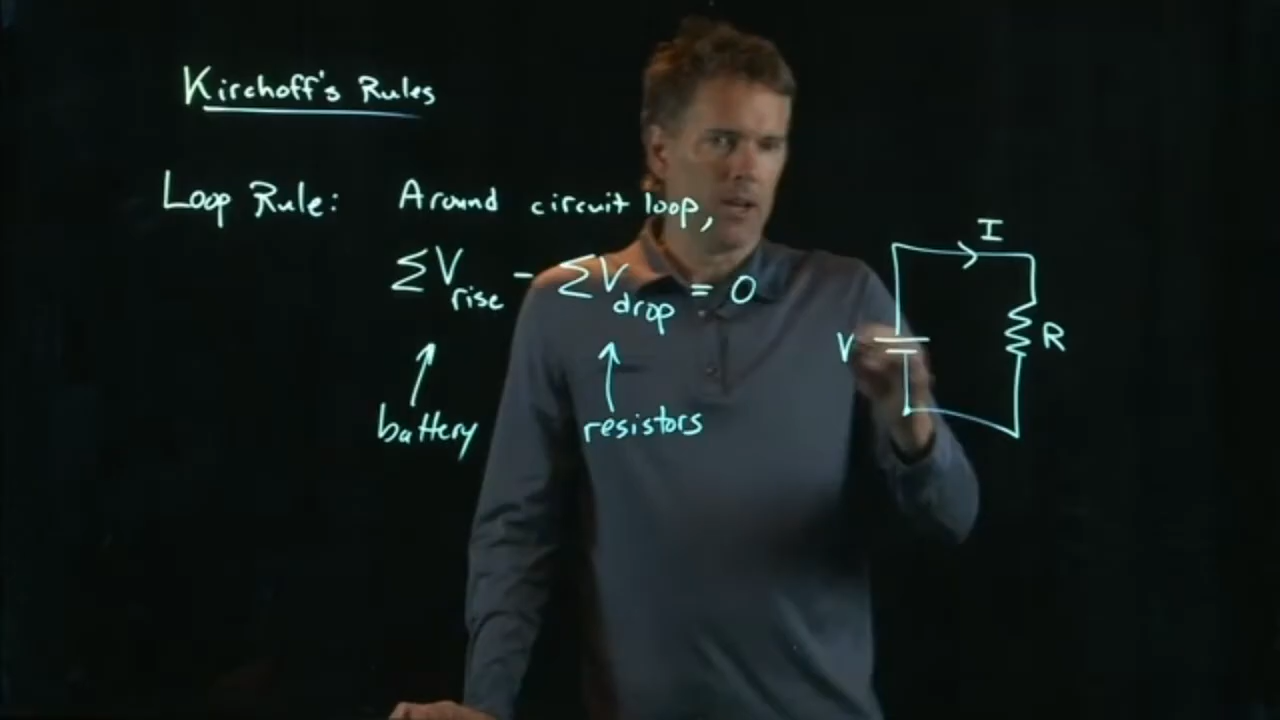 Kirchoff's Rules
Loop Rule: Around circuit loop,
ΣV_rise - ΣV_drop = 0
battery
resistors
I
V
R